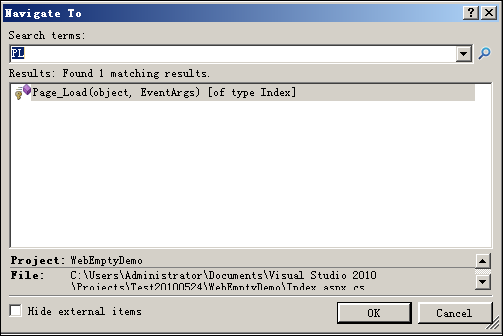 Navigate To
Search terms:
PL
Results: Found 1 matching results.
Page_Load(object, EventArgs) [of type Index]
Project: WebEmptyDemo
File: C:\Users\Administrator\Documents\Visual Studio 2010
\Projects\Test20100524\WebEmptyDemo\Index.aspx.cs
Hide external items
OK
Cancel